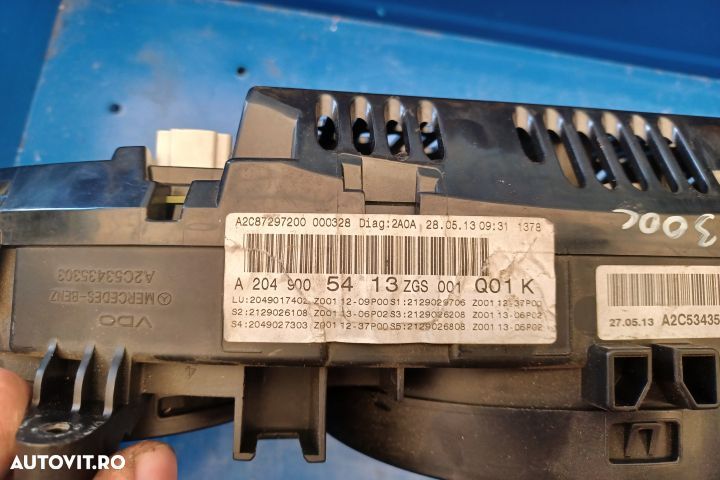 A2C87297200 000328 Diag:2A0A 28.05.13 09:31 1378
A 204 900 54 13 ZGS 001 Q01 K
LU:2049017402 Z001 12-09P00 S1:2129029706 Z001 12-37P00
S2:2129026108 Z001 13-06P02 S3:2129026208 Z001 13-06P02
S4:2049027303 Z001 12-37P00 S5:2129026808 Z001 13-06P02
27.05.13 A2C53435
300C
A2C53435303
MERCEDES-BENZ
VDO
4
AUTOVIT.RO